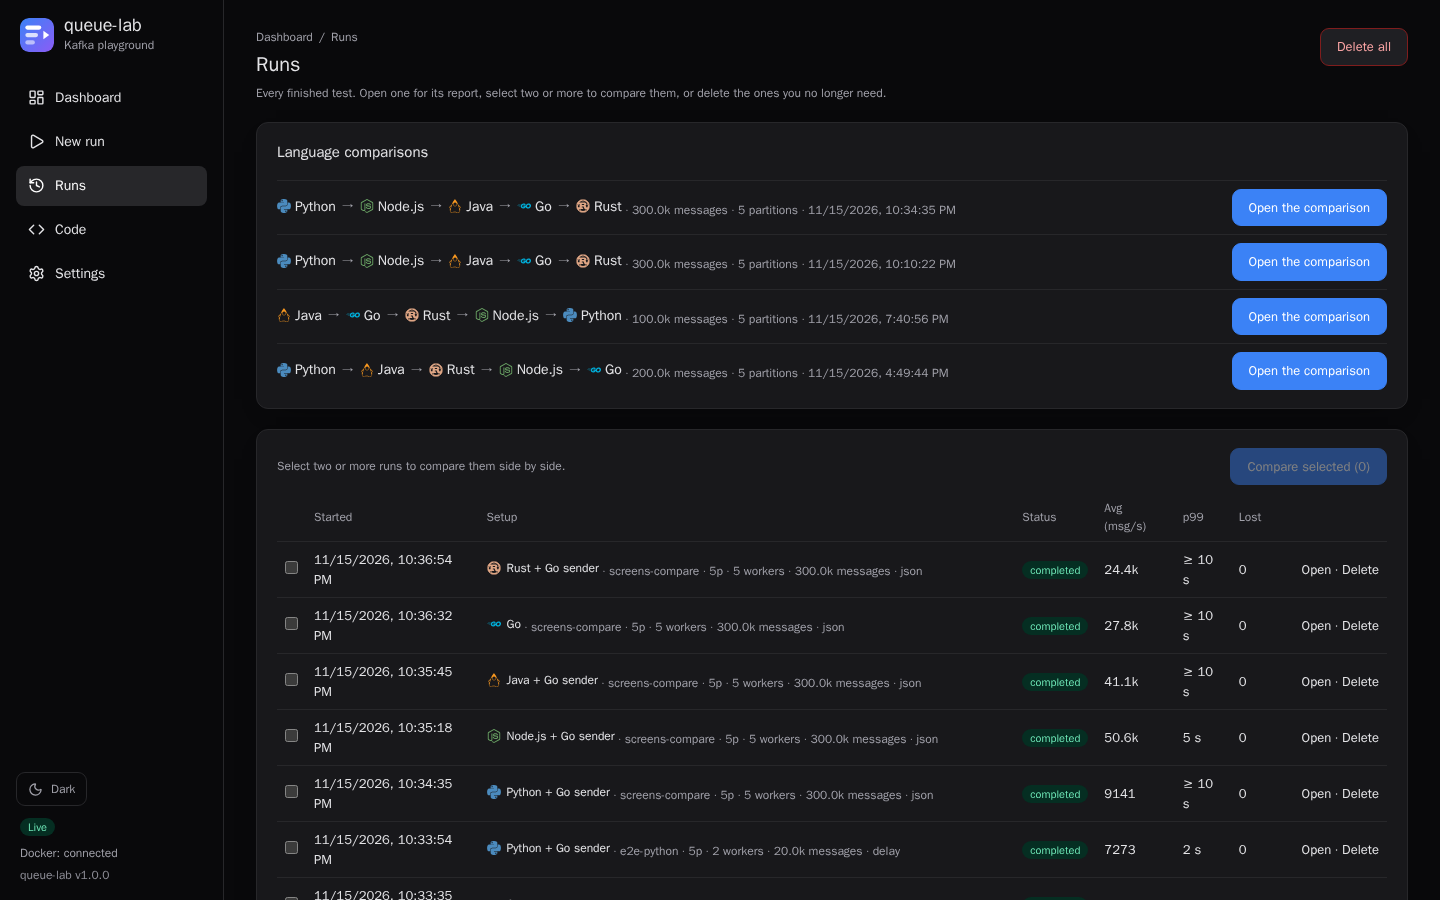 queue-lab
Kafka playground
Dashboard
New run
Runs
Code
Settings
Dark
Live
Docker: connected
queue-lab v1.0.0
Dashboard / Runs
Runs
Every finished test. Open one for its report, select two or more to compare them, or delete the ones you no longer need.
Delete all
Language comparisons
Python → Node.js → Java → Go → Rust · 300.0k messages · 5 partitions · 11/15/2026, 10:34:35 PM Open the comparison
Python → Node.js → Java → Go → Rust · 300.0k messages · 5 partitions · 11/15/2026, 10:10:22 PM Open the comparison
Java → Go → Rust → Node.js → Python · 100.0k messages · 5 partitions · 11/15/2026, 7:40:56 PM Open the comparison
Python → Java → Rust → Node.js → Go · 200.0k messages · 5 partitions · 11/15/2026, 4:49:44 PM Open the comparison
Select two or more runs to compare them side by side. Compare selected (0)
Started Setup Status Avg (msg/s) p99 Lost
11/15/2026, 10:36:54 PM Rust + Go sender · screens-compare · 5p · 5 workers · 300.0k messages · json completed 24.4k ≥ 10 s 0 Open · Delete
11/15/2026, 10:36:32 PM Go · screens-compare · 5p · 5 workers · 300.0k messages · json completed 27.8k ≥ 10 s 0 Open · Delete
11/15/2026, 10:35:45 PM Java + Go sender · screens-compare · 5p · 5 workers · 300.0k messages · json completed 41.1k ≥ 10 s 0 Open · Delete
11/15/2026, 10:35:18 PM Node.js + Go sender · screens-compare · 5p · 5 workers · 300.0k messages · json completed 50.6k 5 s 0 Open · Delete
11/15/2026, 10:34:35 PM Python + Go sender · screens-compare · 5p · 5 workers · 300.0k messages · json completed 9141 ≥ 10 s 0 Open · Delete
11/15/2026, 10:33:54 PM Python + Go sender · e2e-python · 5p · 2 workers · 20.0k messages · delay completed 7273 2 s 0 Open · Delete
11/15/2026, 10:33:35